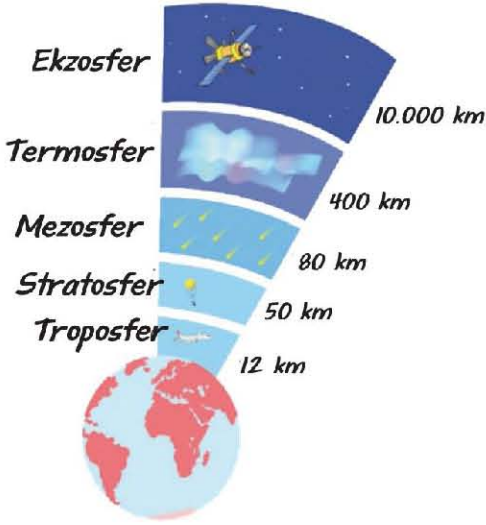 Ekzosfer
10.000 km
Termosfer
400 km
Mezosfer
80 km
Stratosfer
50 km
Troposfer
12 km